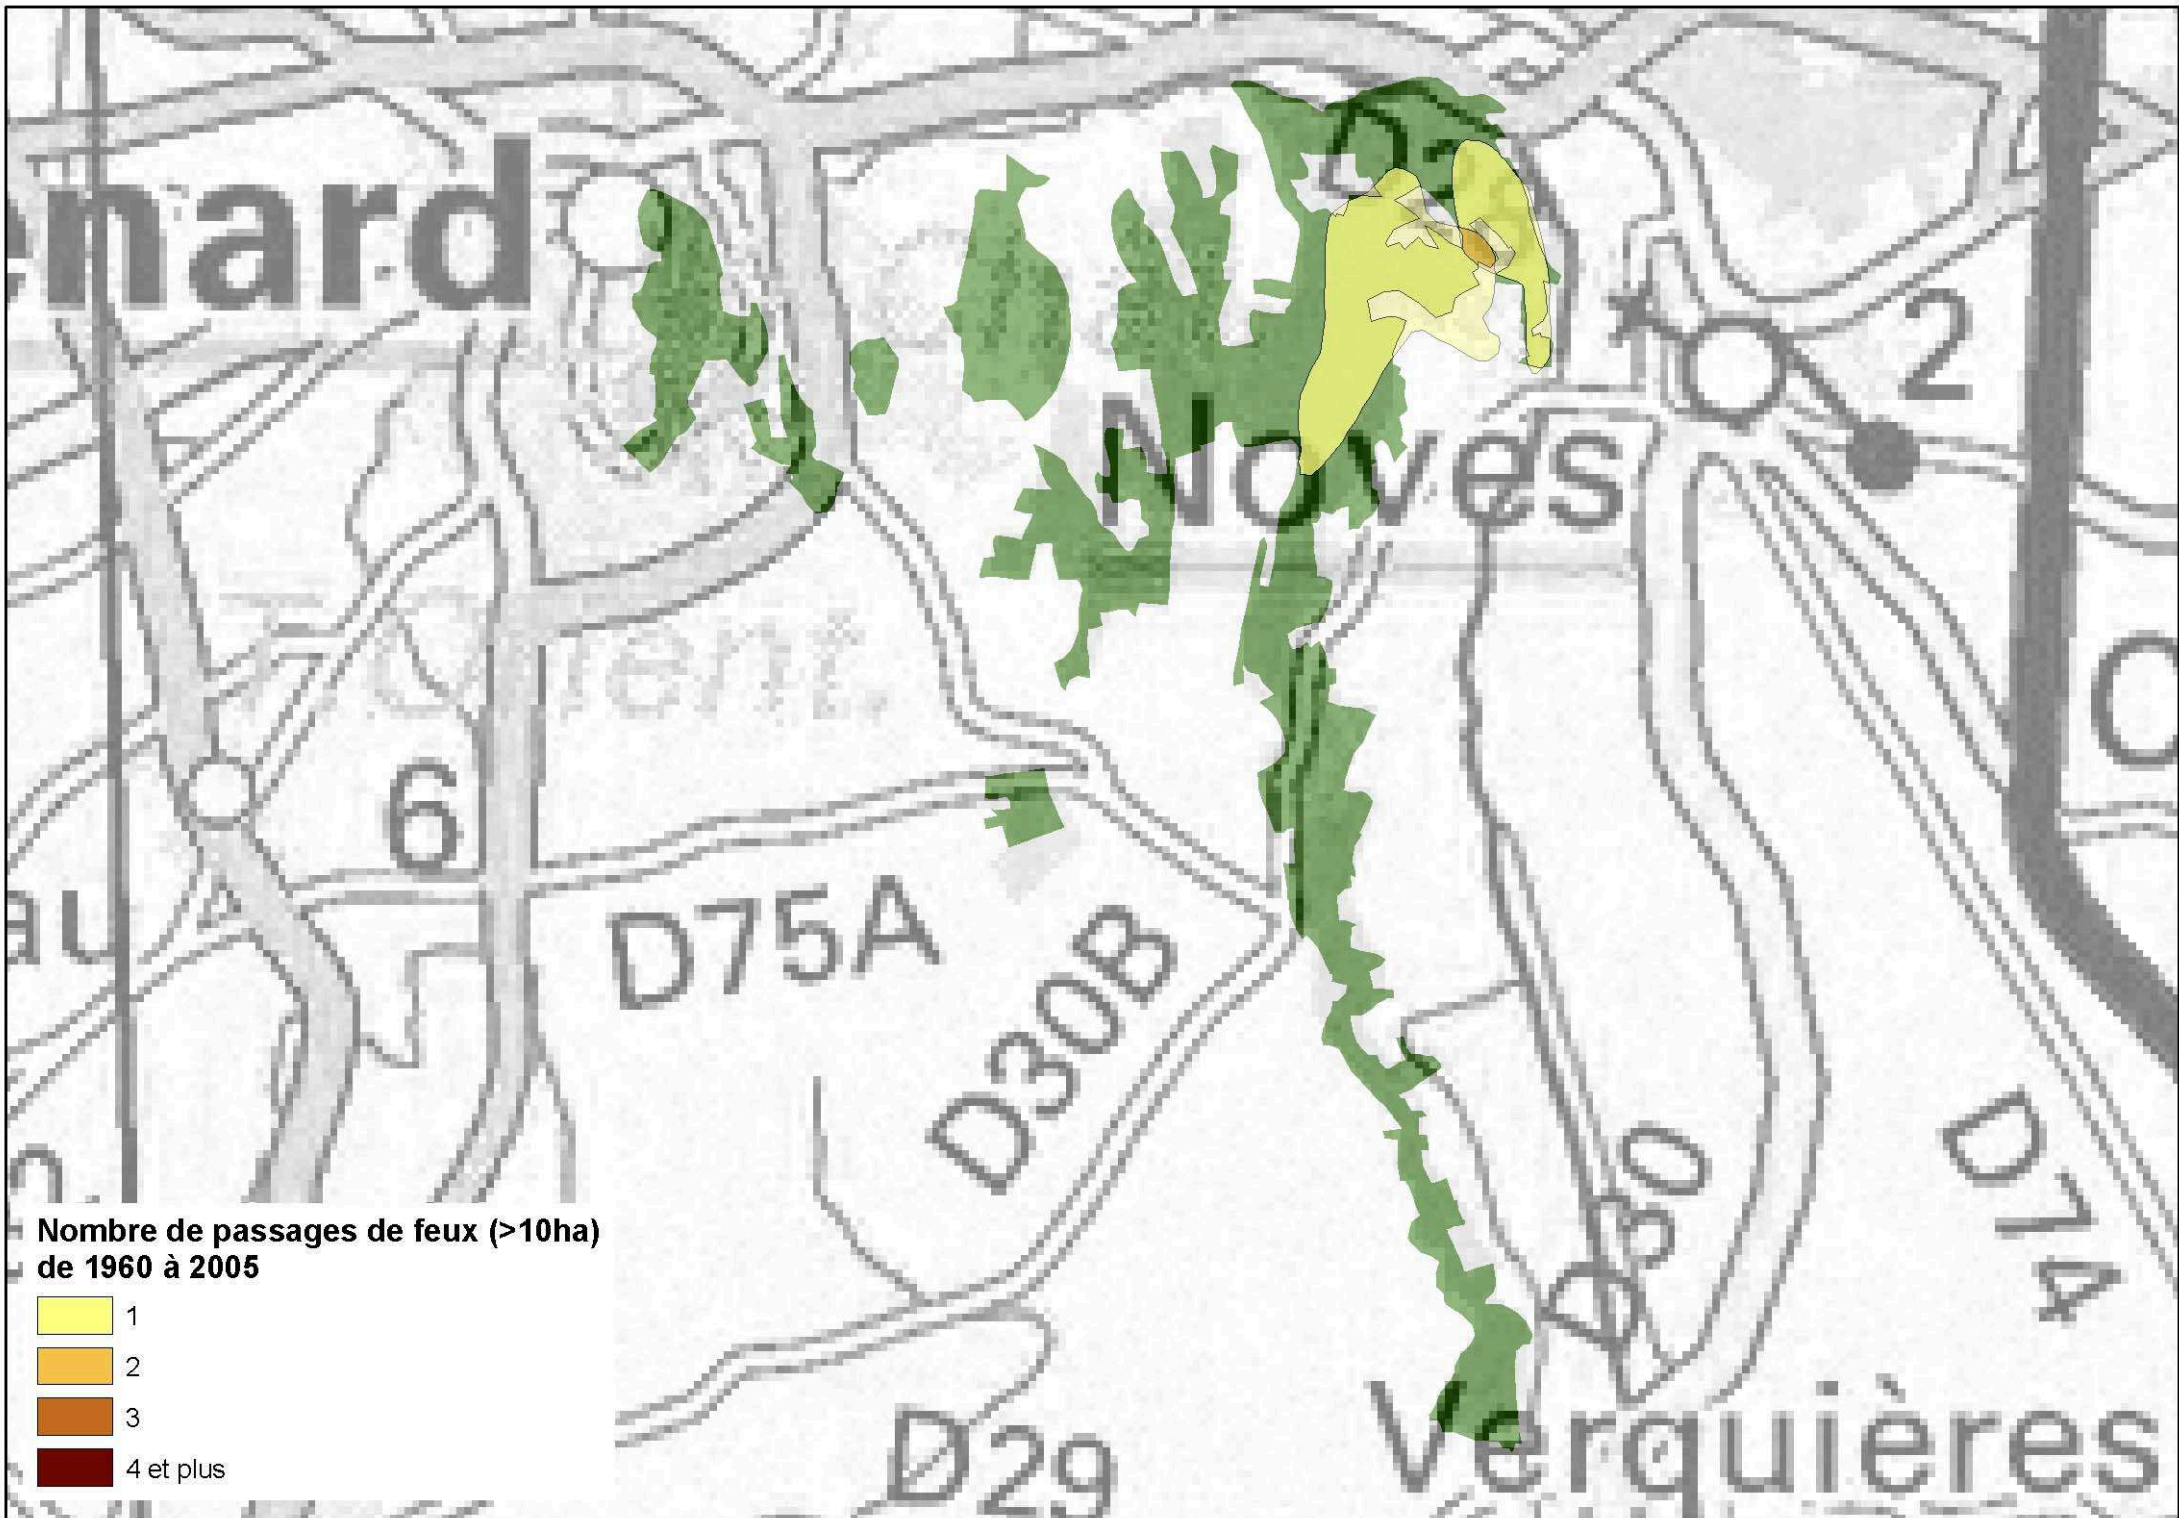 enard
2
Noves
6
au
D75A
D30B
D30
D74
D29
Verquières
Nombre de passages de feux (>10ha)
de 1960 à 2005
1
2
3
4 et plus